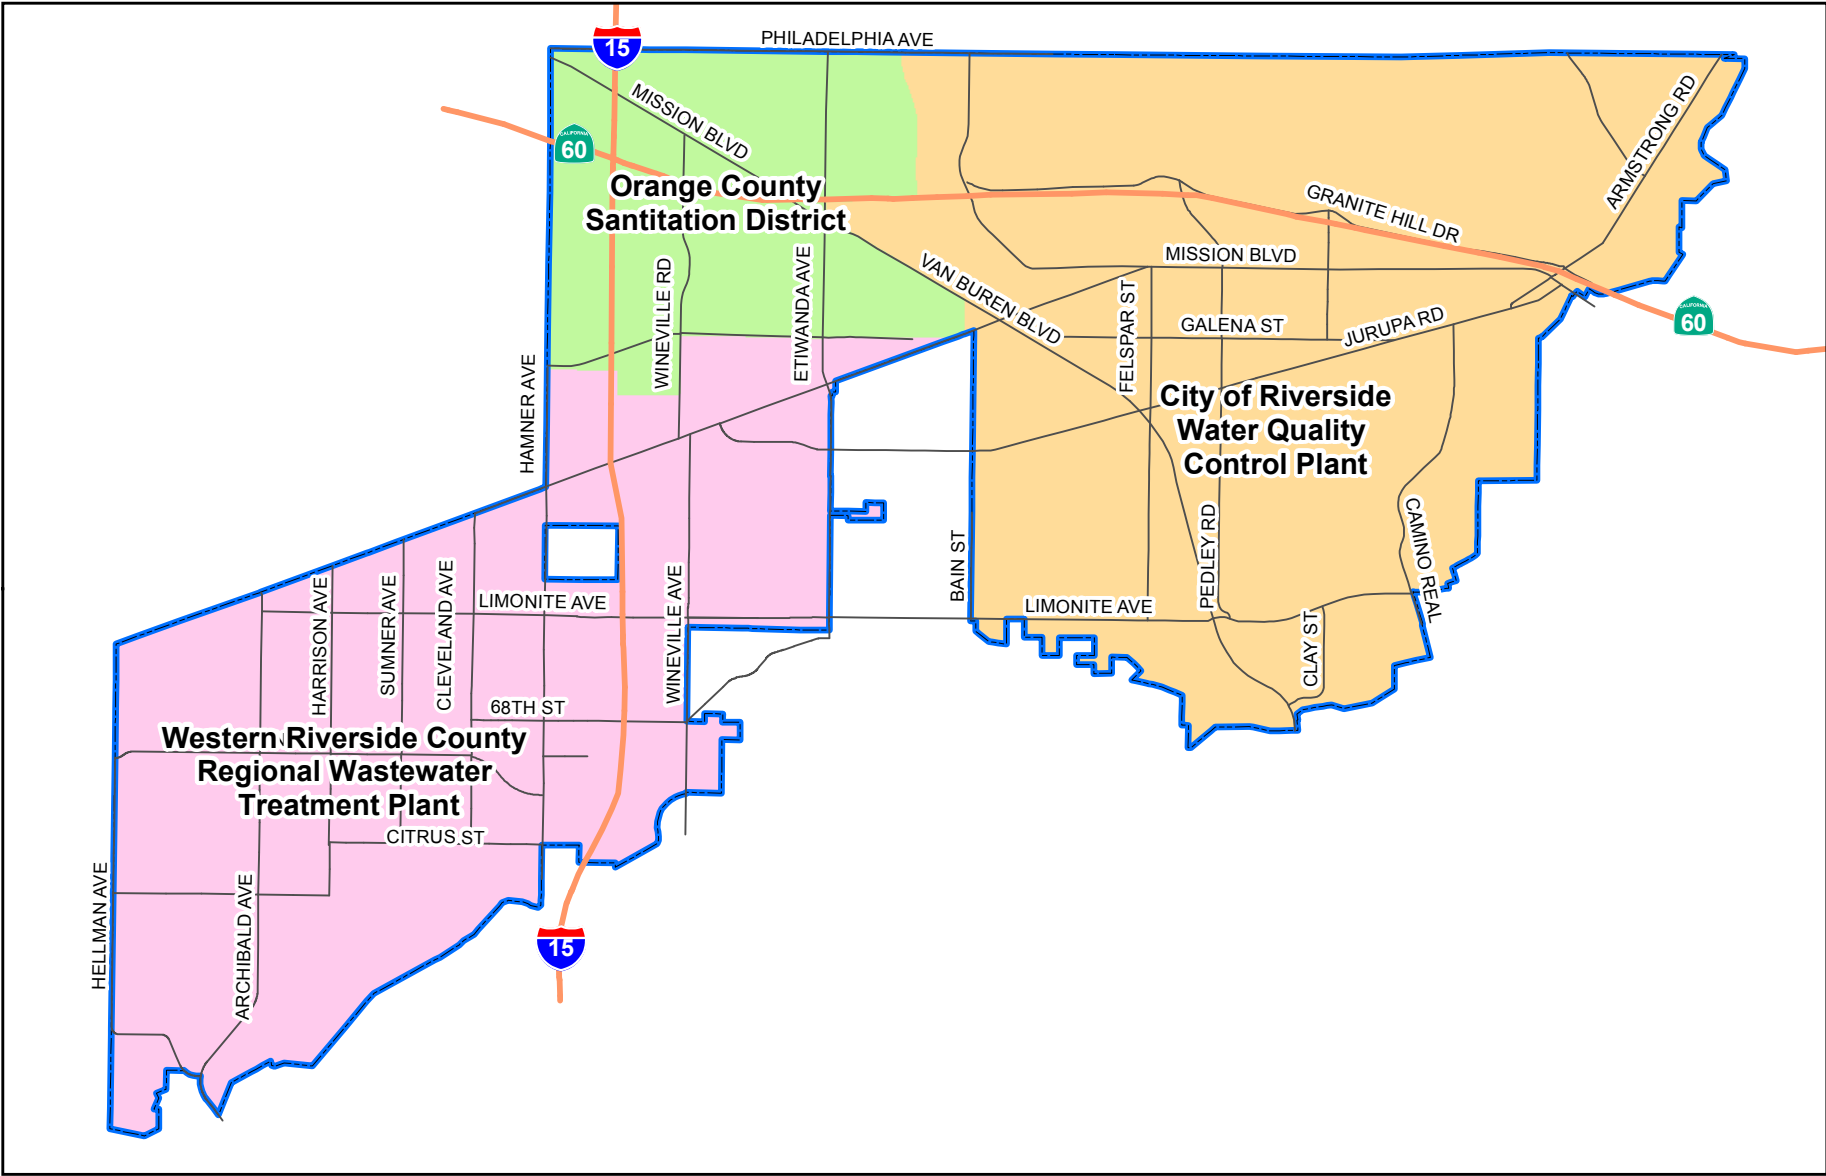 PHILADELPHIA AVE
15
MISSION BLVD
CALIFORNIA
60
ARMSTRONG RD
Orange County
Santitation District
GRANITE HILL DR
MISSION BLVD
VAN BUREN BLVD
WINEVILLE RD
ETIWANDA AVE
FELSPAR ST
GALENA ST
JURUPA RD
CALIFORNIA
60
HAMNER AVE
City of Riverside
Water Quality
Control Plant
PEDLEY RD
CAMINO REAL
BAIN ST
HARRISON AVE
SUMNER AVE
CLEVELAND AVE
LIMONITE AVE
WINEVILLE AVE
LIMONITE AVE
CLAY ST
68TH ST
Western Riverside County
Regional Wastewater
Treatment Plant
CITRUS ST
HELLMAN AVE
ARCHIBALD AVE
15